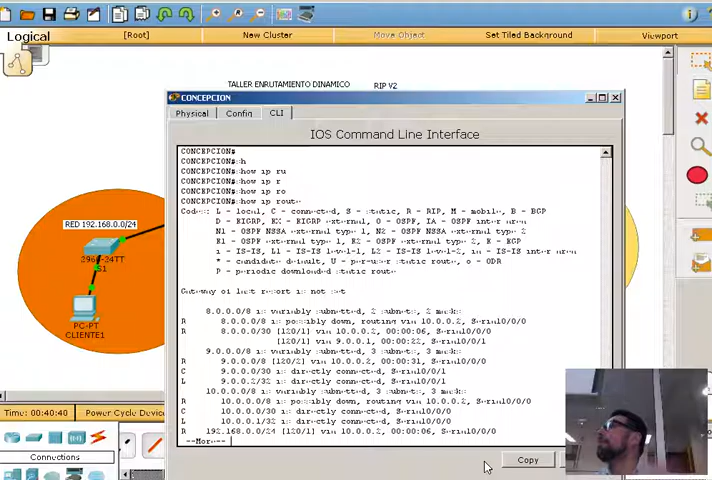 Logical
[Root]
New Cluster
Move Object
Set Tiled Background
Viewport
TALLER ENRUTAMIENTO DINAMICO RIP V2
CONCEPCION
Physical Config CLI
IOS Command Line Interface
CONCEPCION#
CONCEPCION#sh
CONCEPCION#show ip ru
CONCEPCION#show ip r
CONCEPCION#show ip ro
CONCEPCION#show ip route
Codes: L - local, C - connected, S - static, R - RIP, M - mobile, B - BGP
D - EIGRP, EX - EIGRP external, O - OSPF, IA - OSPF inter area
N1 - OSPF NSSA external type 1, N2 - OSPF NSSA external type 2
E1 - OSPF external type 1, E2 - OSPF external type 2, E - EGP
i - IS-IS, L1 - IS-IS level-1, L2 - IS-IS level-2, ia - IS-IS inter area
* - candidate default, U - per-user static route, o - ODR
P - periodic downloaded static route
Gateway of last resort is not set
8.0.0.0/8 is variably subnetted, 2 subnets, 2 masks
R 8.0.0.0/8 is possibly down, routing via 10.0.0.2, Serial0/0/0
R 8.0.0.0/30 [120/1] via 10.0.0.2, 00:00:06, Serial0/0/0
[120/1] via 9.0.0.1, 00:00:22, Serial0/0/1
9.0.0.0/8 is variably subnetted, 3 subnets, 3 masks
R 9.0.0.0/8 [120/2] via 10.0.0.2, 00:00:31, Serial0/0/0
C 9.0.0.0/30 is directly connected, Serial0/0/1
L 9.0.0.2/32 is directly connected, Serial0/0/1
10.0.0.0/8 is variably subnetted, 3 subnets, 3 masks
R 10.0.0.0/8 is possibly down, routing via 10.0.0.2, Serial0/0/0
C 10.0.0.0/30 is directly connected, Serial0/0/0
L 10.0.0.1/32 is directly connected, Serial0/0/0
R 192.168.0.0/24 [120/1] via 10.0.0.2, 00:00:06, Serial0/0/0
--More--
Copy
RED 192.168.0.0/24
2960-24TT
S1
PC-PT
CLIENTE1
Time: 00:40:40
Power Cycle Device
Connections